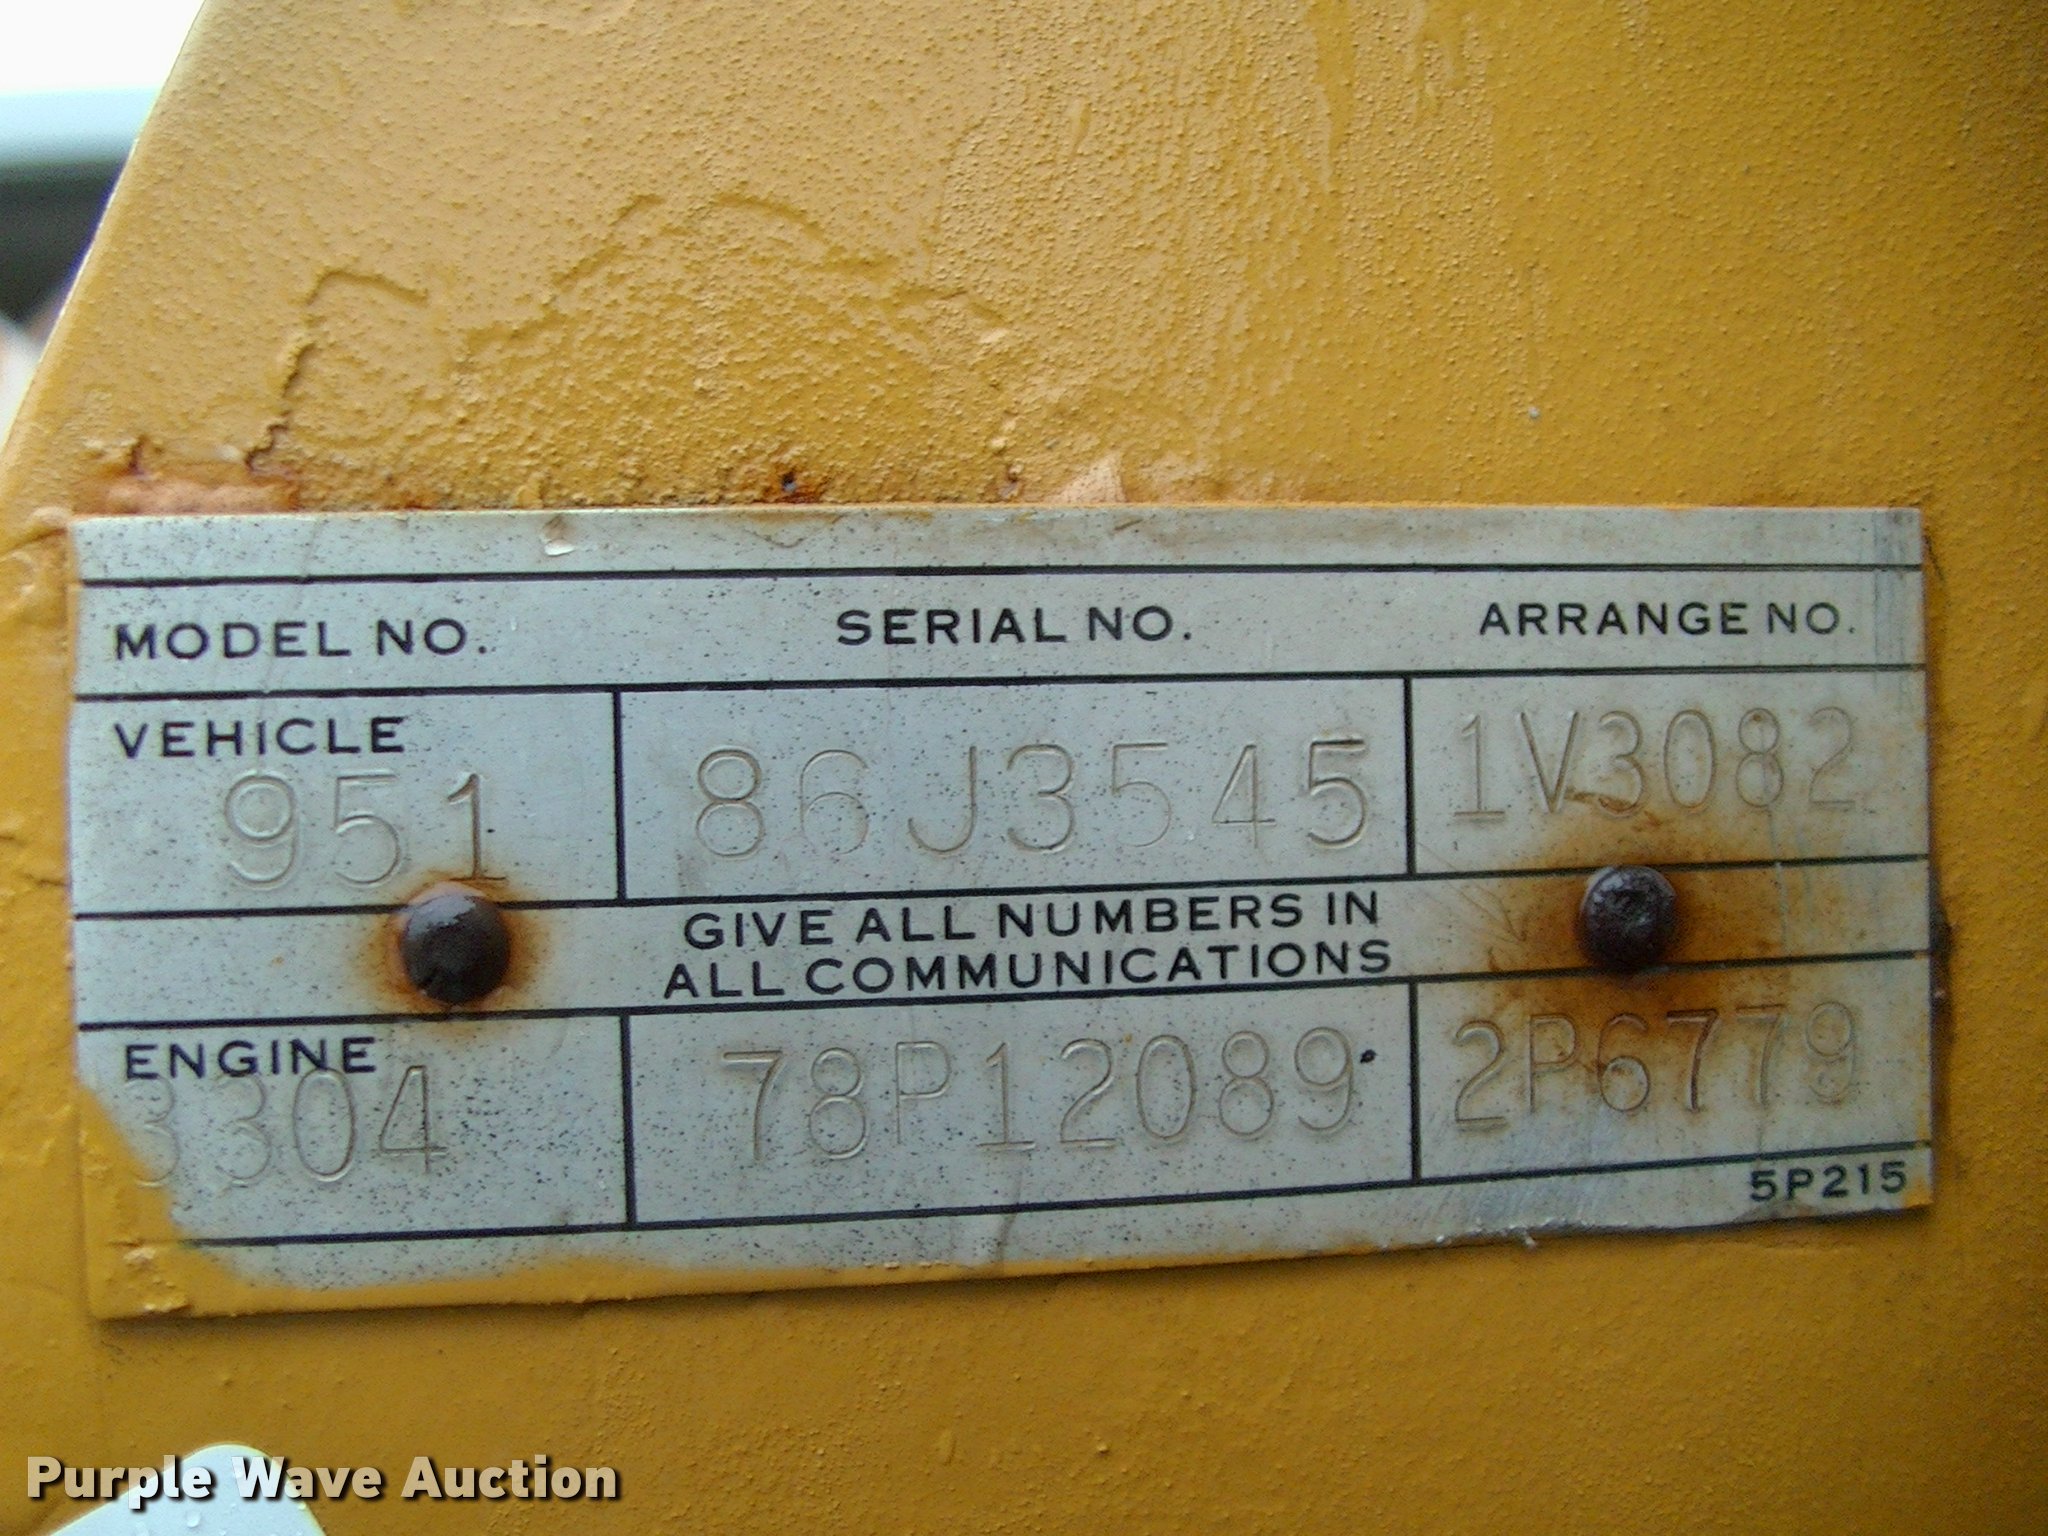 MODEL NO. SERIAL NO. ARRANGE NO.
VEHICLE
951 86J3545 1V3082
GIVE ALL NUMBERS IN
ALL COMMUNICATIONS
ENGINE
3304 78P12089 2P6779
5P215
Purple Wave Auction